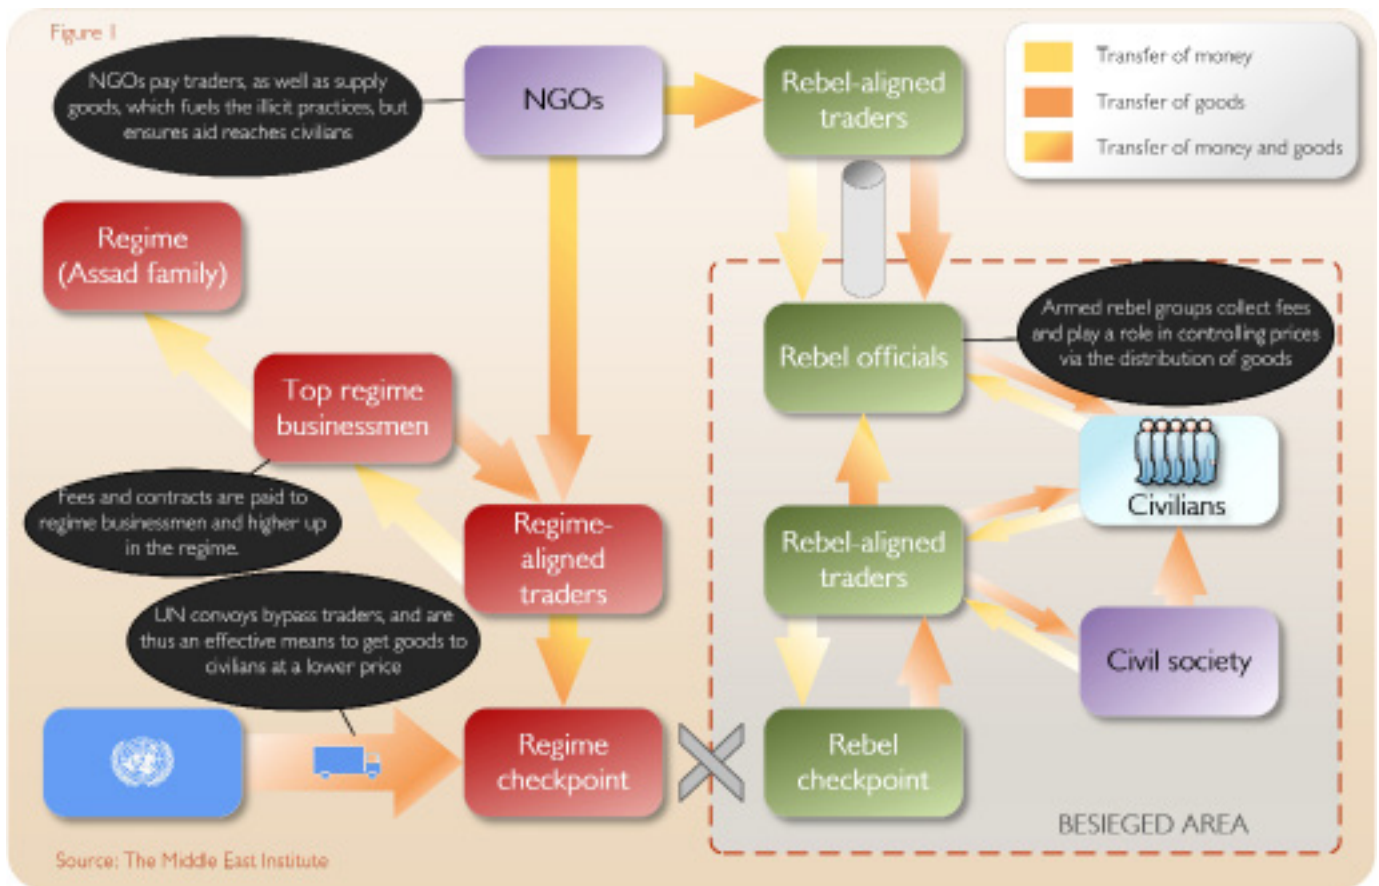 Figure 1
NGOs pay traders, as well as supply
goods, which fuels the illicit practices, but
ensures aid reaches civilians
NGOs
Rebel-aligned
traders
Transfer of money
Transfer of goods
Transfer of money and goods
Regime
(Assad family)
Top regime
businessmen
Fees and contracts are paid to
regime businessmen and higher up
in the regime.
Regime-
aligned
traders
UN convoys bypass traders, and are
thus an effective means to get goods to
civilians at a lower price
Regime
checkpoint
Rebel officials
Armed rebel groups collect fees
and play a role in controlling prices
via the distribution of goods
Civilians
Rebel-aligned
traders
Civil society
Rebel
checkpoint
BESIEGED AREA
Source: The Middle East Institute